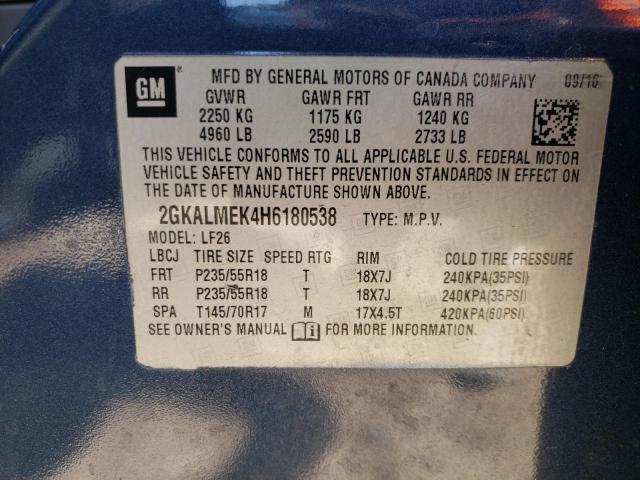 GM MFD BY GENERAL MOTORS OF CANADA COMPANY 09/16
GVWR GAWR FRT GAWR RR
2250 KG 1175 KG 1240 KG
4960 LB 2590 LB 2733 LB
THIS VEHICLE CONFORMS TO ALL APPLICABLE U.S. FEDERAL MOTOR
VEHICLE SAFETY AND THEFT PREVENTION STANDARDS IN EFFECT ON
THE DATE OF MANUFACTURE SHOWN ABOVE.
2GKALMEK4H6180538 TYPE: M.P.V.
MODEL: LF26
LBCJ TIRE SIZE SPEED RTG RIM COLD TIRE PRESSURE
FRT P235/55R18 T 18X7J 240KPA(35PSI)
RR P235/55R18 T 18X7J 240KPA(35PSI)
SPA T145/70R17 M 17X4.5T 420KPA(60PSI)
SEE OWNER'S MANUAL FOR MORE INFORMATION.